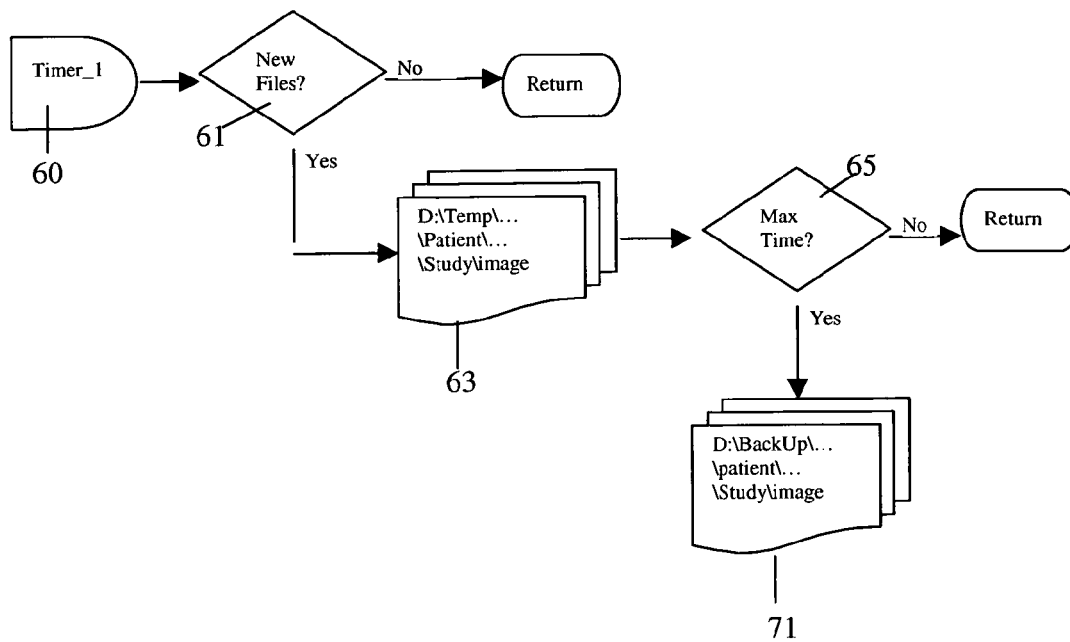 Timer_1
60
New
Files?
61
No
Return
Yes
D:\Temp\...
\Patient\...
\Study\image
63
65
Max
Time?
No
Return
Yes
D:\BackUp\...
\patient\...
\Study\image
71